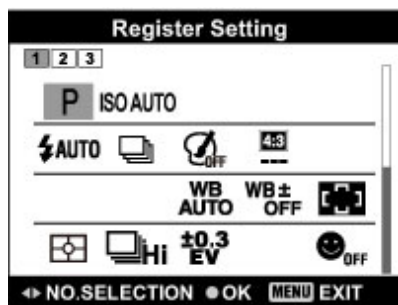 Register Setting
1 2 3
P ISO AUTO
AUTO OFF 4:3 ---
WB AUTO WB± OFF
Hi ±0.3 EV OFF
NO.SELECTION OK MENU EXIT